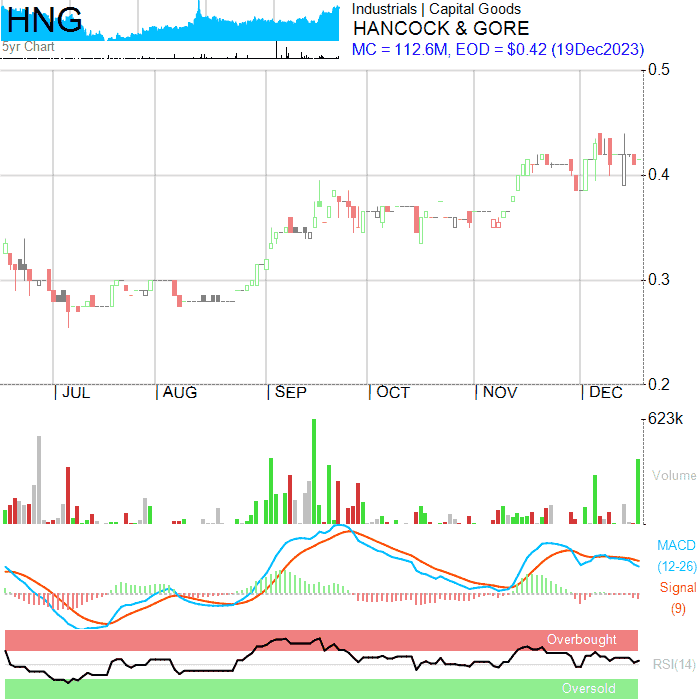 HNG
5yr Chart
Industrials | Capital Goods
HANCOCK & GORE
MC = 112.6M, EOD = $0.42 (19Dec2023)
0.5
0.4
0.3
0.2
JUL AUG SEP OCT NOV DEC
623k
Volume
MACD
(12-26)
Signal
(9)
Overbought
RSI(14)
Oversold